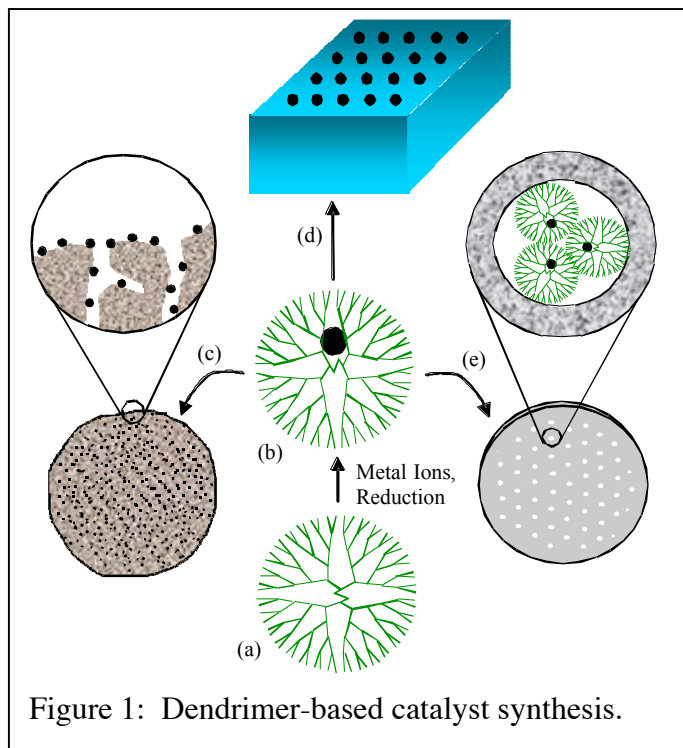 (d)
(c)
(e)
(b)
Metal Ions,
Reduction
(a)
Figure 1: Dendrimer-based catalyst synthesis.